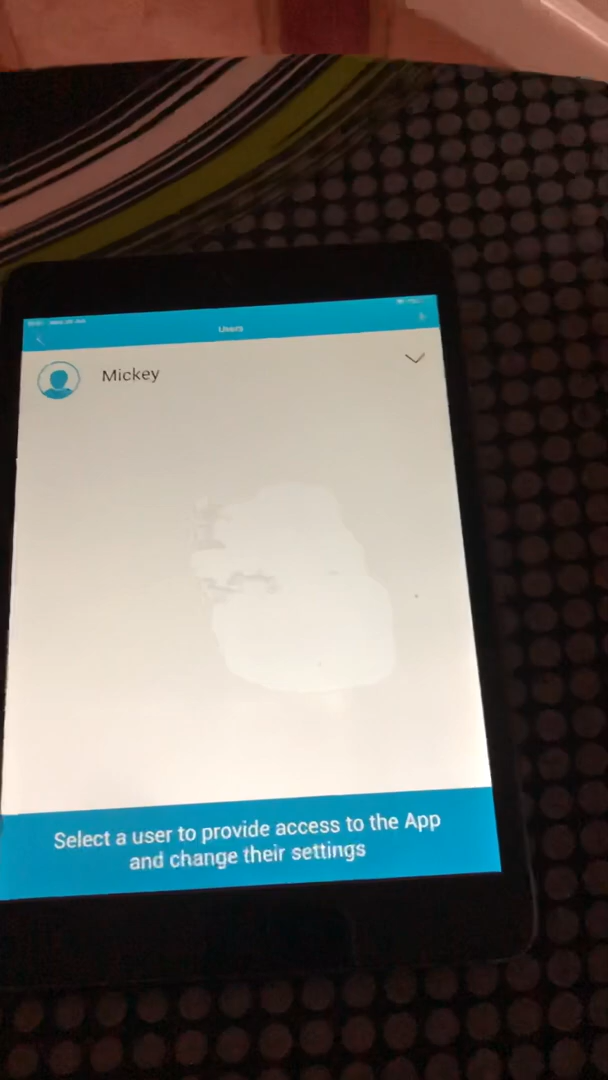 Users
Mickey
Select a user to provide access to the App
and change their settings